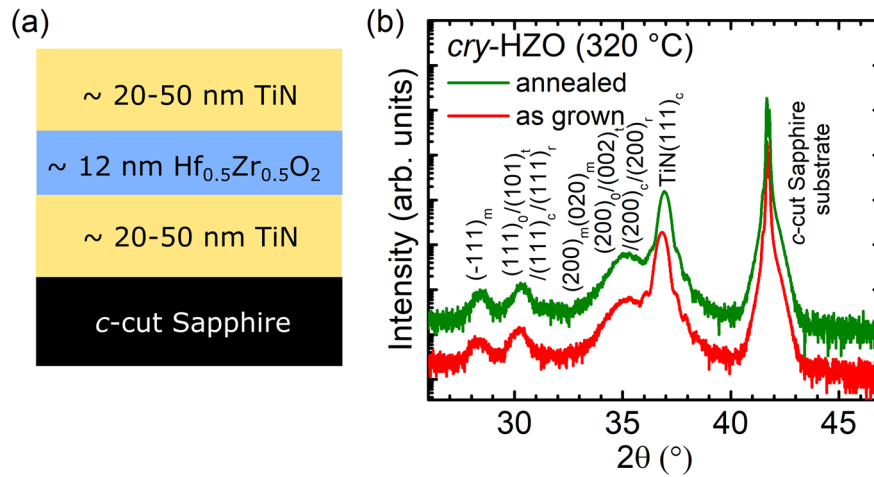 (a)
~ 20-50 nm TiN
~ 12 nm Hf0.5Zr0.5O2
~ 20-50 nm TiN
c-cut Sapphire
(b)
cry-HZO (320 °C)
annealed
as grown
Intensity (arb. units)
(-111)m
(111)o/(101)t
/(111)c/(111)r
(200)m(020)m
(200)o/(002)t
/(200)c/(200)r
TiN(111)c
c-cut Sapphire
substrate
30 35 40 45
2θ (°)